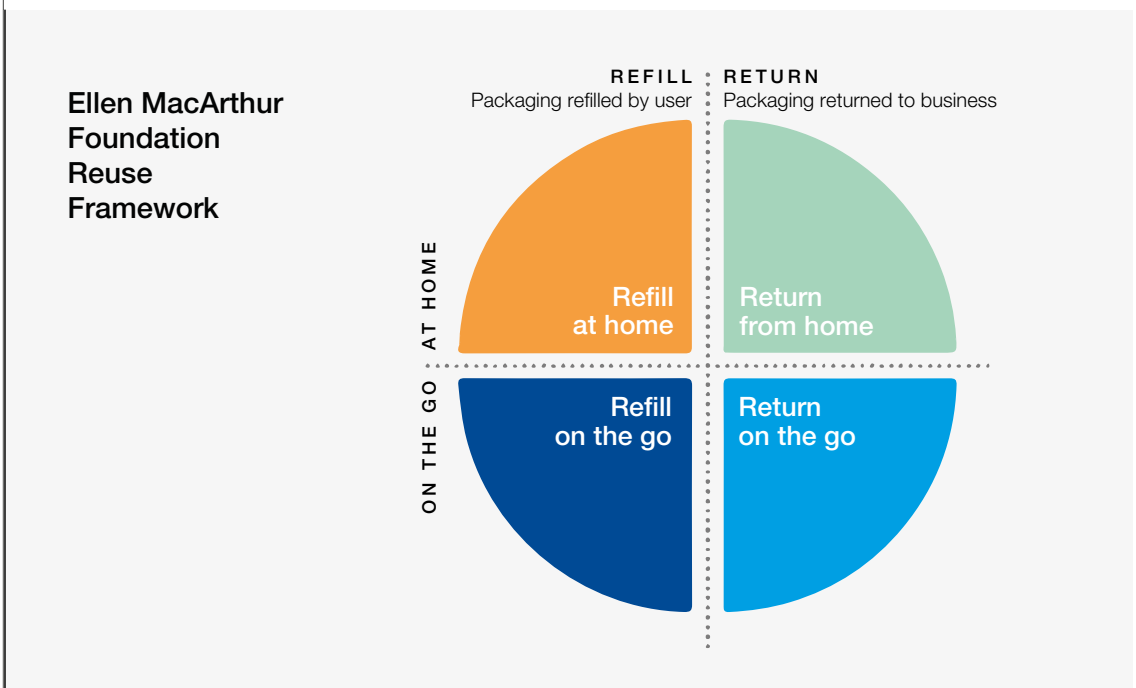 Ellen MacArthur
Foundation
Reuse
Framework
REFILL
Packaging refilled by user
RETURN
Packaging returned to business
AT HOME
ON THE GO
Refill
at home
Return
from home
Refill
on the go
Return
on the go